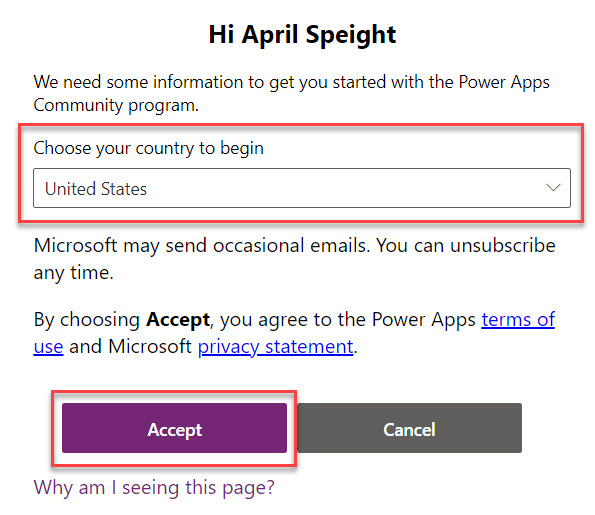 Hi April Speight
We need some information to get you started with the Power Apps
Community program.
Choose your country to begin
United States
Microsoft may send occasional emails. You can unsubscribe
any time.
By choosing Accept, you agree to the Power Apps terms of
use and Microsoft privacy statement.
Accept
Cancel
Why am I seeing this page?